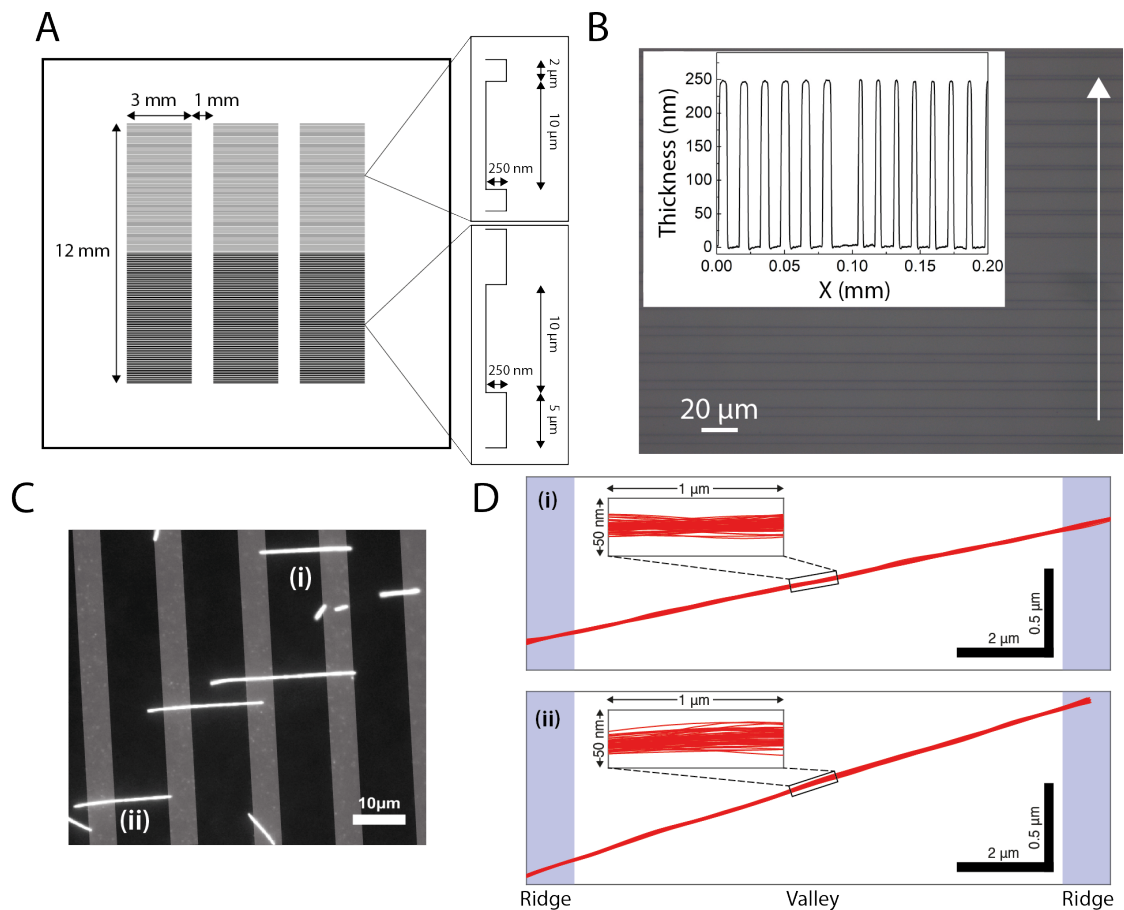 A
3 mm
1 mm
12 mm
2 µm
10 µm
250 nm
10 µm
250 nm
5 µm
B
Thickness (nm)
250
200
150
100
50
0
0.00
0.05
0.10
0.15
0.20
X (mm)
20 µm
C
(i)
(ii)
10µm
D
(i)
1 µm
50 nm
0.5 µm
2 µm
(ii)
1 µm
50 nm
0.5 µm
2 µm
Ridge
Valley
Ridge